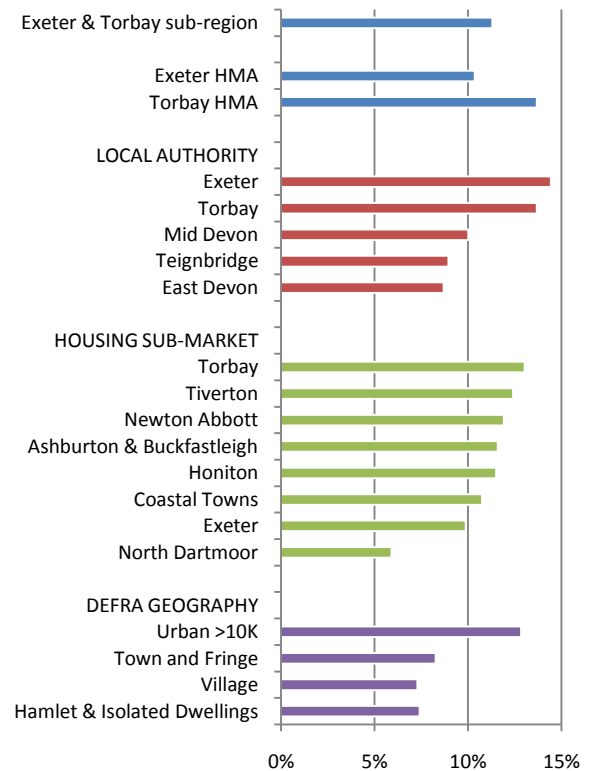 Exeter & Torbay sub-region
Exeter HMA
Torbay HMA
LOCAL AUTHORITY
Exeter
Torbay
Mid Devon
Teignbridge
East Devon
HOUSING SUB-MARKET
Torbay
Tiverton
Newton Abbott
Ashburton & Buckfastleigh
Honiton
Coastal Towns
Exeter
North Dartmoor
DEFRA GEOGRAPHY
Urban >10K
Town and Fringe
Village
Hamlet & Isolated Dwellings
0% 5% 10% 15%